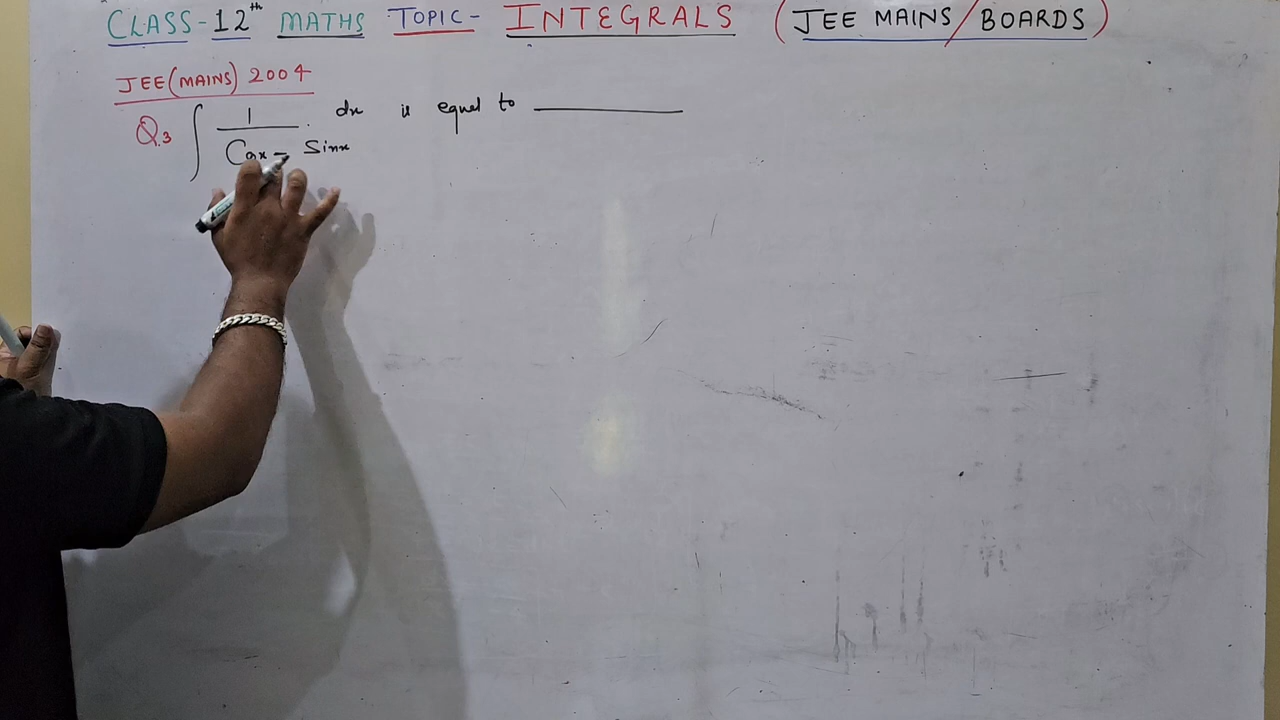 CLASS-12th MATHS TOPIC- INTEGRALS (JEE MAINS/BOARDS)
JEE(MAINS) 2004
Q.3 ∫ 1/(Cosx - Sinx) dx is equal to ________